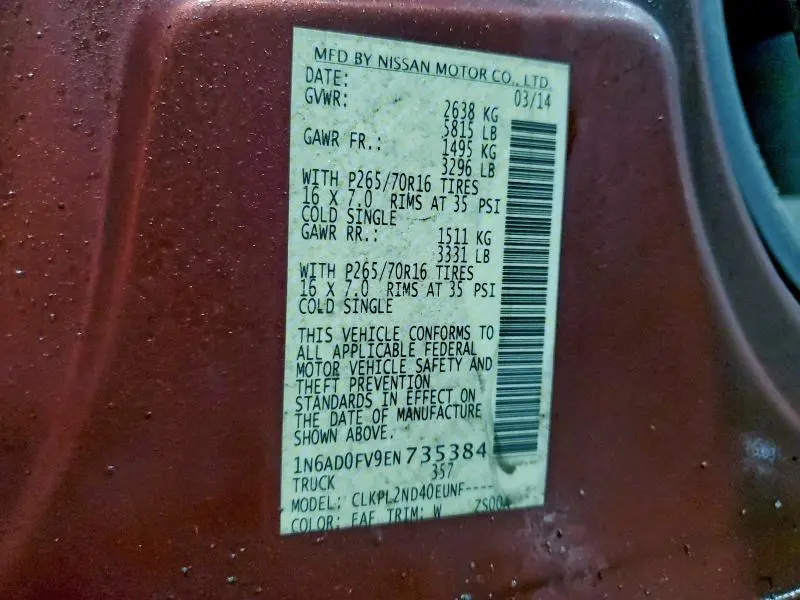 MFD BY NISSAN MOTOR CO., LTD.
DATE: 03/14
GVWR: 2638 KG
5815 LB
GAWR FR.: 1495 KG
3296 LB
WITH P265/70R16 TIRES
16 X 7.0 RIMS AT 35 PSI
COLD SINGLE
GAWR RR.: 1511 KG
3331 LB
WITH P265/70R16 TIRES
16 X 7.0 RIMS AT 35 PSI
COLD SINGLE
THIS VEHICLE CONFORMS TO
ALL APPLICABLE FEDERAL
MOTOR VEHICLE SAFETY AND
THEFT PREVENTION
STANDARDS IN EFFECT ON
THE DATE OF MANUFACTURE
SHOWN ABOVE.
1N6AD0FV9EN735384
TRUCK 357
MODEL: CLKPL2ND40EUNF----
COLOR: EAF TRIM: W ZS00A